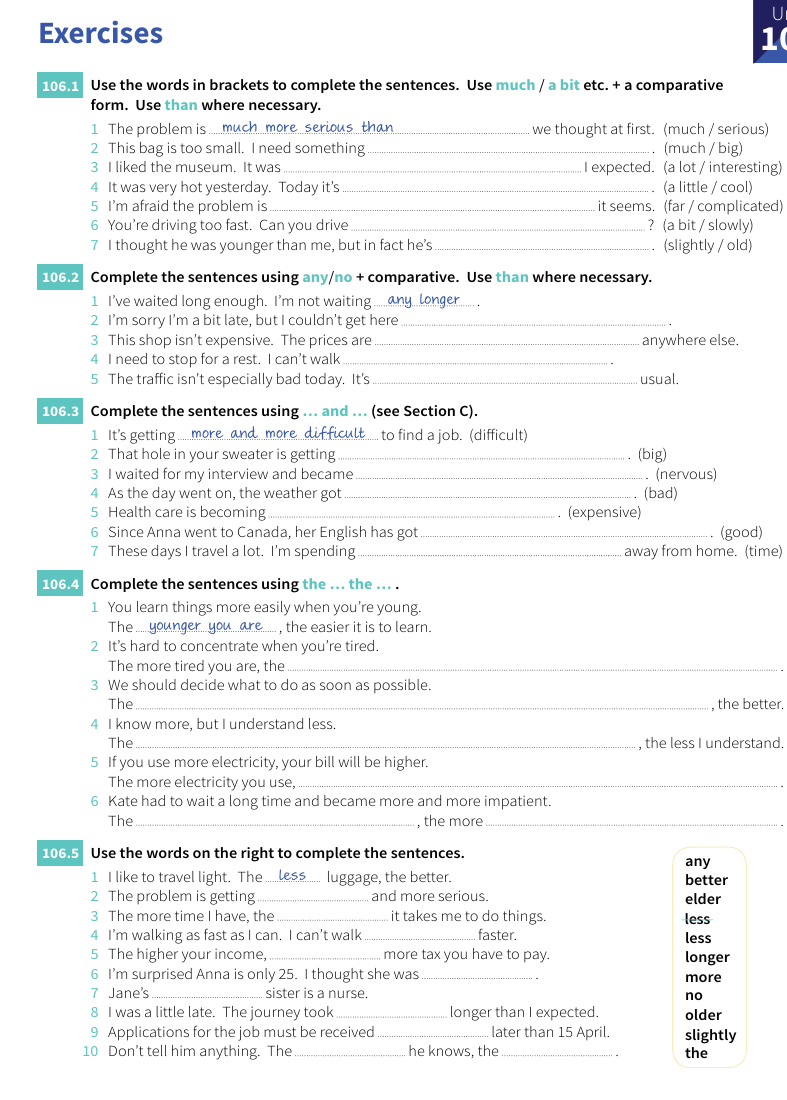 Exercises
Un
10
106.1 Use the words in brackets to complete the sentences. Use much / a bit etc. + a comparative
form. Use than where necessary.
1 The problem is much more serious than we thought at first. (much / serious)
2 This bag is too small. I need something . (much / big)
3 I liked the museum. It was I expected. (a lot / interesting)
4 It was very hot yesterday. Today it’s . (a little / cool)
5 I’m afraid the problem is it seems. (far / complicated)
6 You’re driving too fast. Can you drive ? (a bit / slowly)
7 I thought he was younger than me, but in fact he’s . (slightly / old)
106.2 Complete the sentences using any/no + comparative. Use than where necessary.
1 I’ve waited long enough. I’m not waiting any longer .
2 I’m sorry I’m a bit late, but I couldn’t get here .
3 This shop isn’t expensive. The prices are anywhere else.
4 I need to stop for a rest. I can’t walk .
5 The traffic isn’t especially bad today. It’s usual.
106.3 Complete the sentences using … and … (see Section C).
1 It’s getting more and more difficult to find a job. (difficult)
2 That hole in your sweater is getting . (big)
3 I waited for my interview and became . (nervous)
4 As the day went on, the weather got . (bad)
5 Health care is becoming . (expensive)
6 Since Anna went to Canada, her English has got . (good)
7 These days I travel a lot. I’m spending away from home. (time)
106.4 Complete the sentences using the … the … .
1 You learn things more easily when you’re young.
The younger you are , the easier it is to learn.
2 It’s hard to concentrate when you’re tired.
The more tired you are, the .
3 We should decide what to do as soon as possible.
The , the better.
4 I know more, but I understand less.
The , the less I understand.
5 If you use more electricity, your bill will be higher.
The more electricity you use, .
6 Kate had to wait a long time and became more and more impatient.
The , the more .
106.5 Use the words on the right to complete the sentences.
1 I like to travel light. The less luggage, the better.
2 The problem is getting and more serious.
3 The more time I have, the it takes me to do things.
4 I’m walking as fast as I can. I can’t walk faster.
5 The higher your income, more tax you have to pay.
6 I’m surprised Anna is only 25. I thought she was .
7 Jane’s sister is a nurse.
8 I was a little late. The journey took longer than I expected.
9 Applications for the job must be received later than 15 April.
10 Don’t tell him anything. The he knows, the .
any
better
elder
less
less
longer
more
no
older
slightly
the